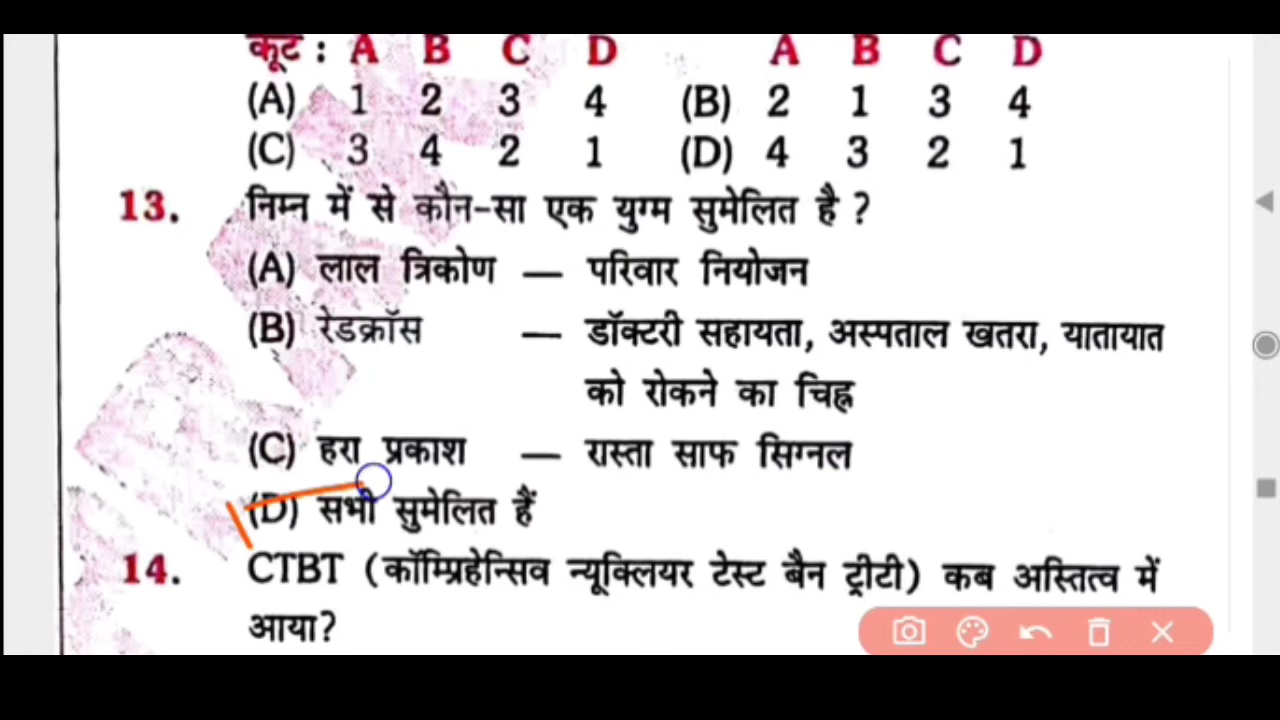 कूट : A B C D A B C D
(A) 1 2 3 4 (B) 2 1 3 4
(C) 3 4 2 1 (D) 4 3 2 1
13. निम्न में से कौन-सा एक युग्म सुमेलित है ?
(A) लाल त्रिकोण — परिवार नियोजन
(B) रेडक्रॉस — डॉक्टरी सहायता, अस्पताल खतरा, यातायात
को रोकने का चिह्न
(C) हरा प्रकाश — रास्ता साफ सिग्नल
(D) सभी सुमेलित हैं
14. CTBT (कॉम्प्रिहेन्सिव न्यूक्लियर टेस्ट बैन ट्रीटी) कब अस्तित्व में
आया?